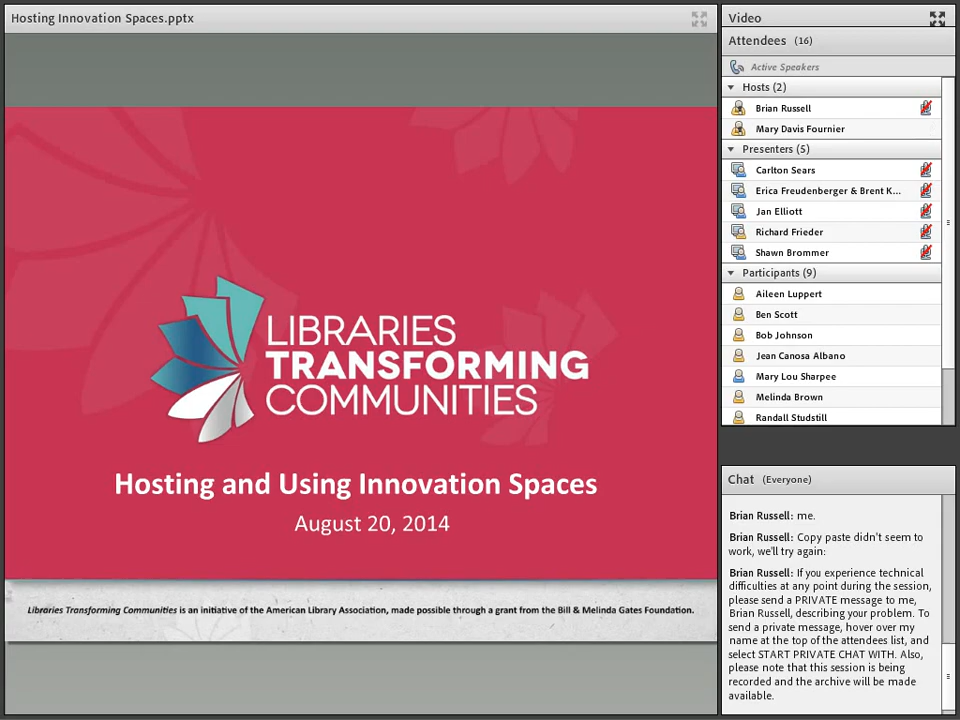 Hosting Innovation Spaces.pptx
LIBRARIES
TRANSFORMING
COMMUNITIES
Hosting and Using Innovation Spaces
August 20, 2014
Libraries Transforming Communities is an initiative of the American Library Association, made possible through a grant from the Bill & Melinda Gates Foundation.
Video
Attendees (16)
Active Speakers
Hosts (2)
Brian Russell
Mary Davis Fournier
Presenters (5)
Carlton Sears
Erica Freudenberger & Brent K...
Jan Elliott
Richard Frieder
Shawn Brommer
Participants (9)
Aileen Luppert
Ben Scott
Bob Johnson
Jean Canosa Albano
Mary Lou Sharpee
Melinda Brown
Randall Studstill
Chat (Everyone)
Brian Russell: me.
Brian Russell: Copy paste didn't seem to
work, we'll try again:
Brian Russell: If you experience technical
difficulties at any point during the session,
please send a PRIVATE message to me,
Brian Russell, describing your problem. To
send a private message, hover over my
name at the top of the attendees list, and
select START PRIVATE CHAT WITH. Also,
please note that this session is being
recorded and the archive will be made
available.